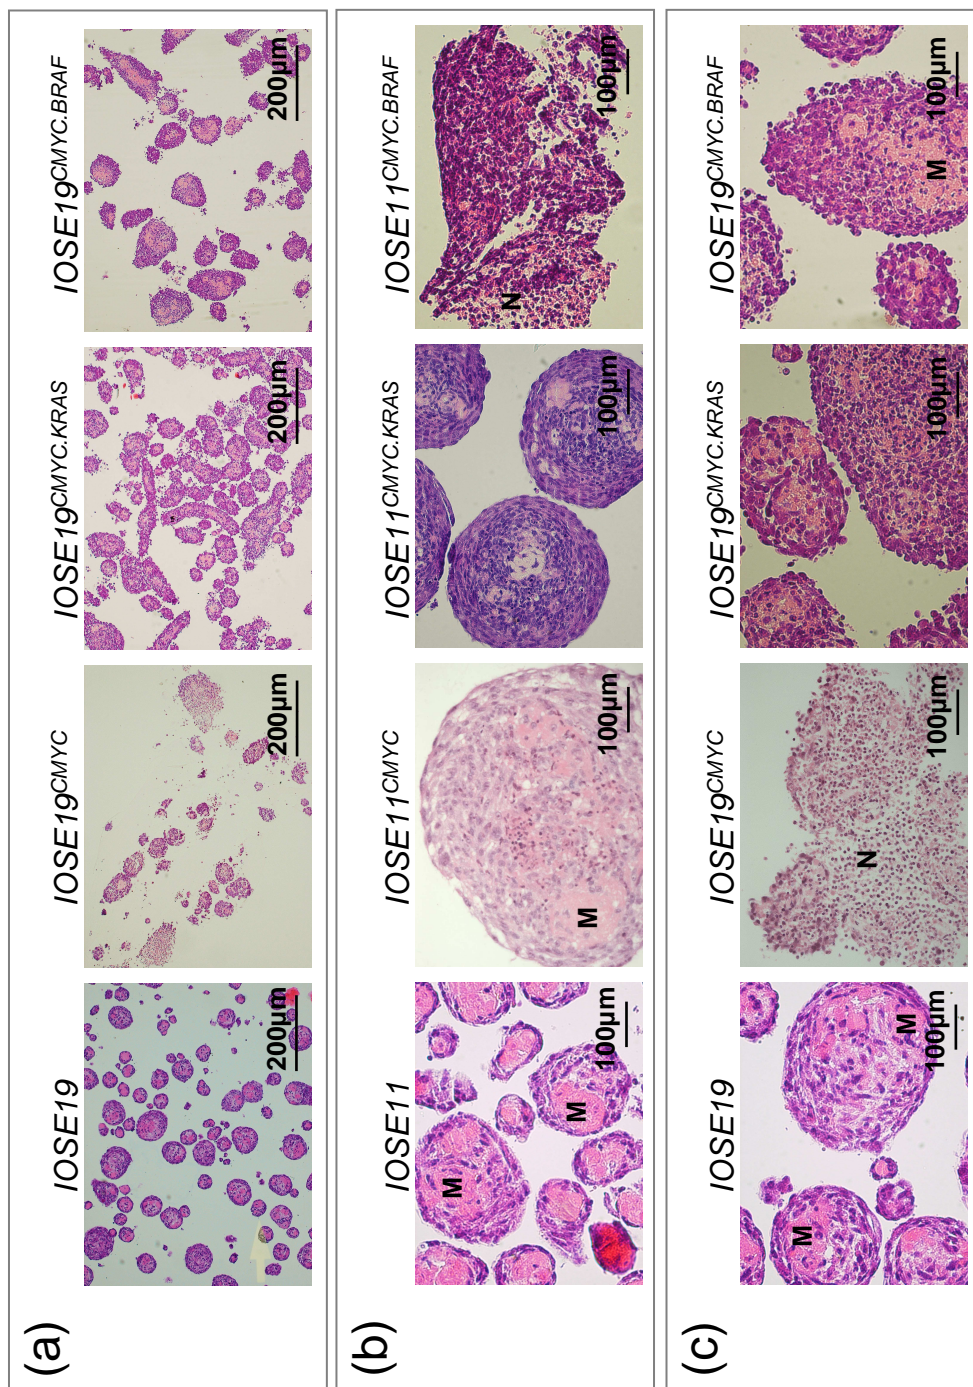 (a)
IOSE19
IOSE19CMYC
IOSE19CMYC.KRAS
IOSE19CMYC.BRAF
200µm
200µm
200µm
200µm
(b)
IOSE11
IOSE11CMYC
IOSE11CMYC.KRAS
IOSE11CMYC.BRAF
M
M
100µm
M
100µm
100µm
N
100µm
(c)
IOSE19
IOSE19CMYC
IOSE19CMYC.KRAS
IOSE19CMYC.BRAF
M
M
100µm
N
100µm
100µm
M
100µm